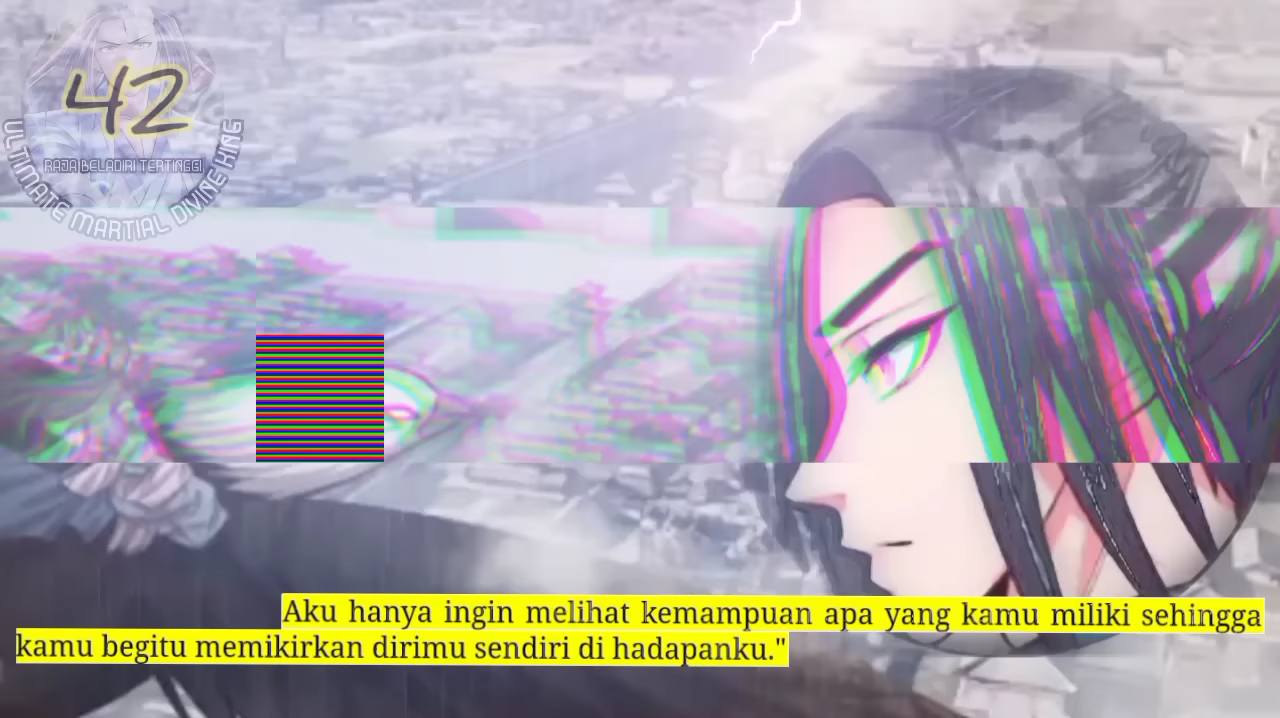 42
RAJA BELADIRI TERTINGGI
ULTIMATE MARTIAL DIVINE KING
Aku hanya ingin melihat kemampuan apa yang kamu miliki sehingga
kamu begitu memikirkan dirimu sendiri di hadapanku."